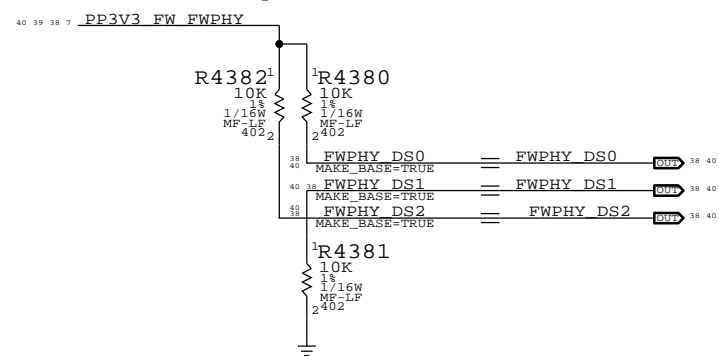 40 39 38 7 PP3V3_FW_FWPHY
R4382 1 1 R4380
10K 10K
1% 1%
1/16W 1/16W
MF-LF MF-LF
402 2 2 402
38 FWPHY_DS0 FWPHY_DS0 OUT 38 40
40 MAKE_BASE=TRUE
40 38 FWPHY_DS1 FWPHY_DS1 OUT 38 40
MAKE_BASE=TRUE
40
38 FWPHY_DS2 FWPHY_DS2 OUT 38 40
MAKE_BASE=TRUE
1 R4381
10K
1%
1/16W
MF-LF
2 402